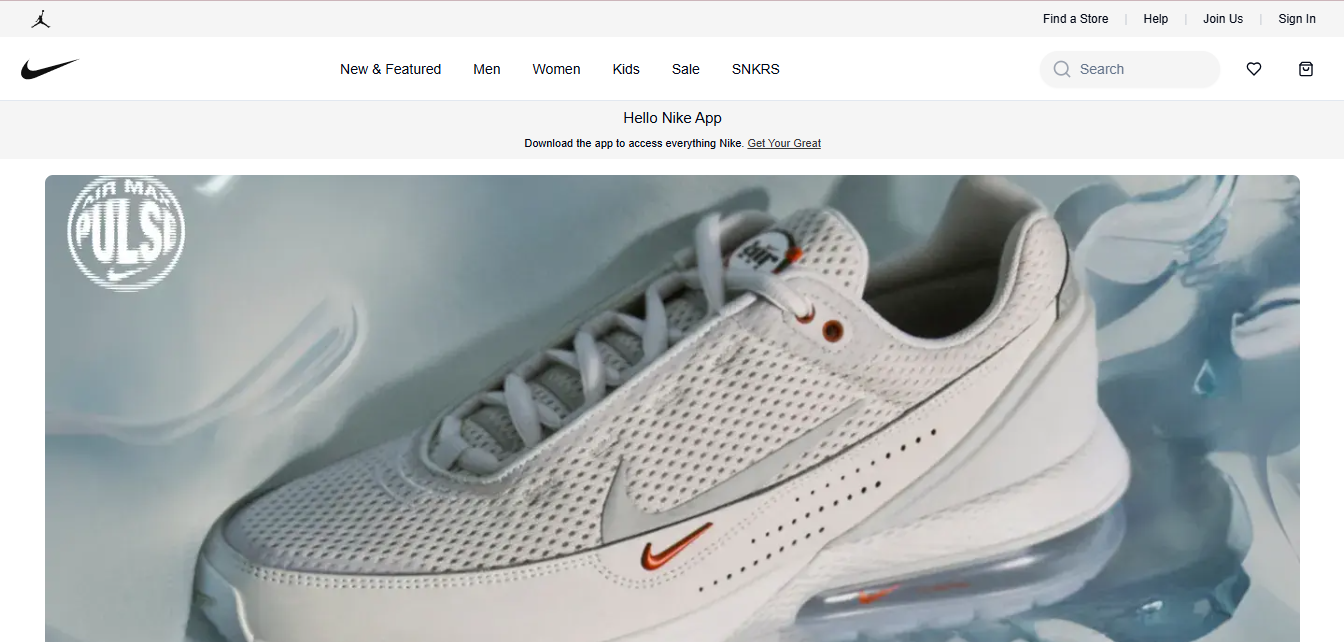 Find a Store
Help
Join Us
Sign In
New & Featured
Men
Women
Kids
Sale
SNKRS
Search
Hello Nike App
Download the app to access everything Nike. Get Your Great
AIR MAX
PULSE
air